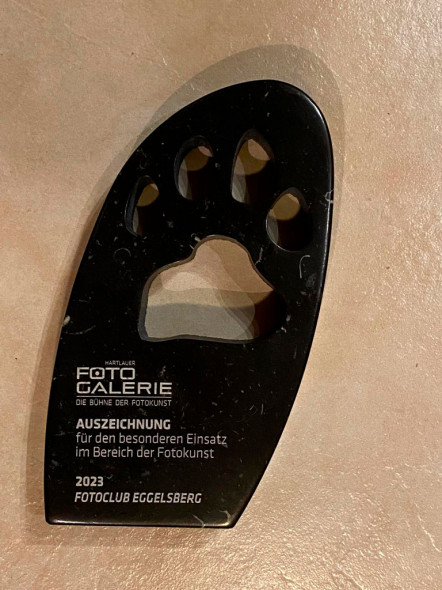 HARTLAUER
FOTO
GALERIE
DIE BÜHNE DER FOTOKUNST
AUSZEICHNUNG
für den besonderen Einsatz
im Bereich der Fotokunst
2023
FOTOCLUB EGGELSBERG